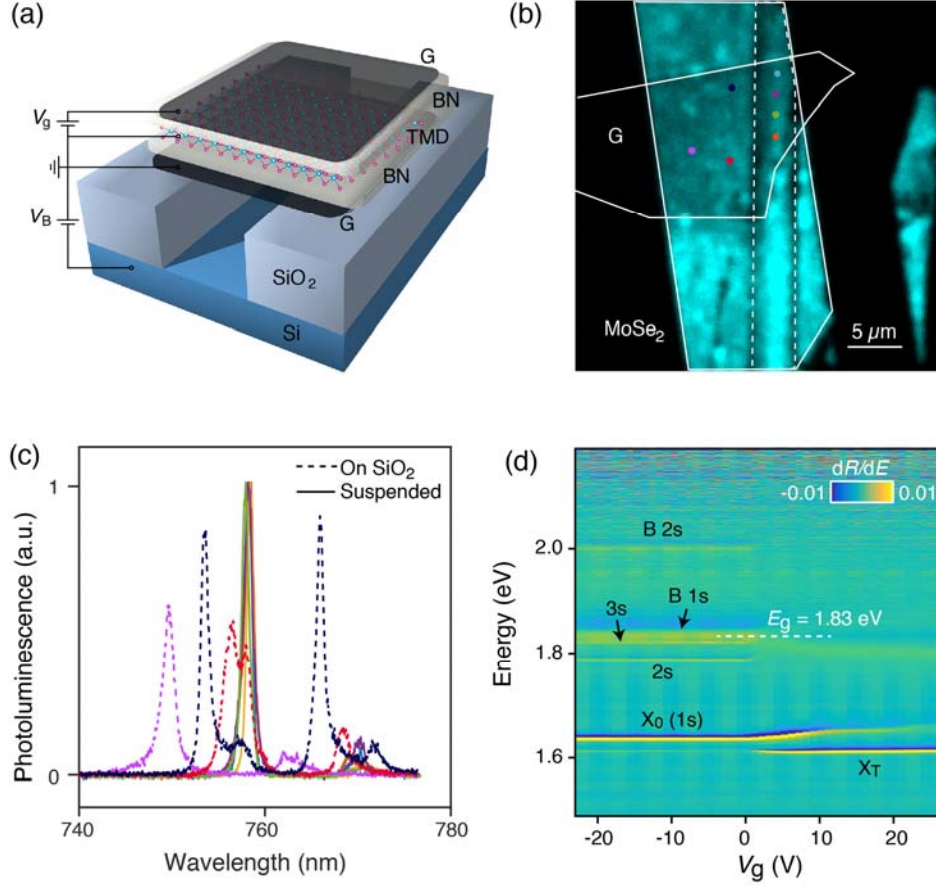 (a)
G
BN
TMD
BN
G
Vg
VB
SiO2
Si
(b)
G
MoSe2
5 μm
(c)
On SiO2
Suspended
1
0
Photoluminescence (a.u.)
740 760 780
Wavelength (nm)
(d)
dR/dE
-0.01 0.01
B 2s
3s
B 1s
Eg = 1.83 eV
2s
X0 (1s)
XT
2.0
1.8
1.6
Energy (eV)
-20 -10 0 10 20
Vg (V)